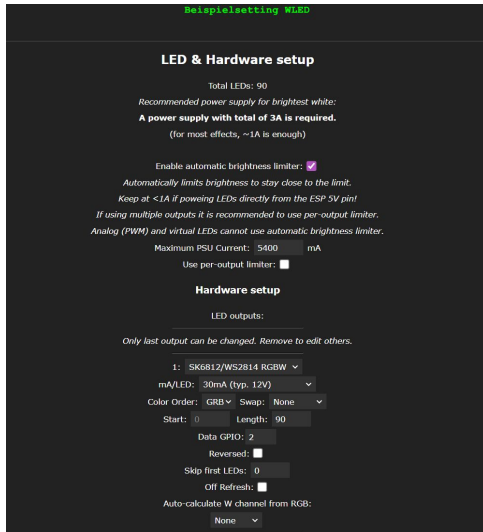 Beispielsetting WLED
LED & Hardware setup
Total LEDs: 90
Recommended power supply for brightest white:
A power supply with total of 3A is required.
(for most effects, ~1A is enough)
Enable automatic brightness limiter:
Automatically limits brightness to stay close to the limit.
Keep at <1A if poweing LEDs directly from the ESP 5V pin!
If using multiple outputs it is recommended to use per-output limiter.
Analog (PWM) and virtual LEDs cannot use automatic brightness limiter.
Maximum PSU Current: 5400 mA
Use per-output limiter:
Hardware setup
LED outputs:
Only last output can be changed. Remove to edit others.
1: SK6812/WS2814 RGBW
mA/LED: 30mA (typ. 12V)
Color Order: GRB Swap: None
Start: 0 Length: 90
Data GPIO: 2
Reversed:
Skip first LEDs: 0
Off Refresh:
Auto-calculate W channel from RGB:
None